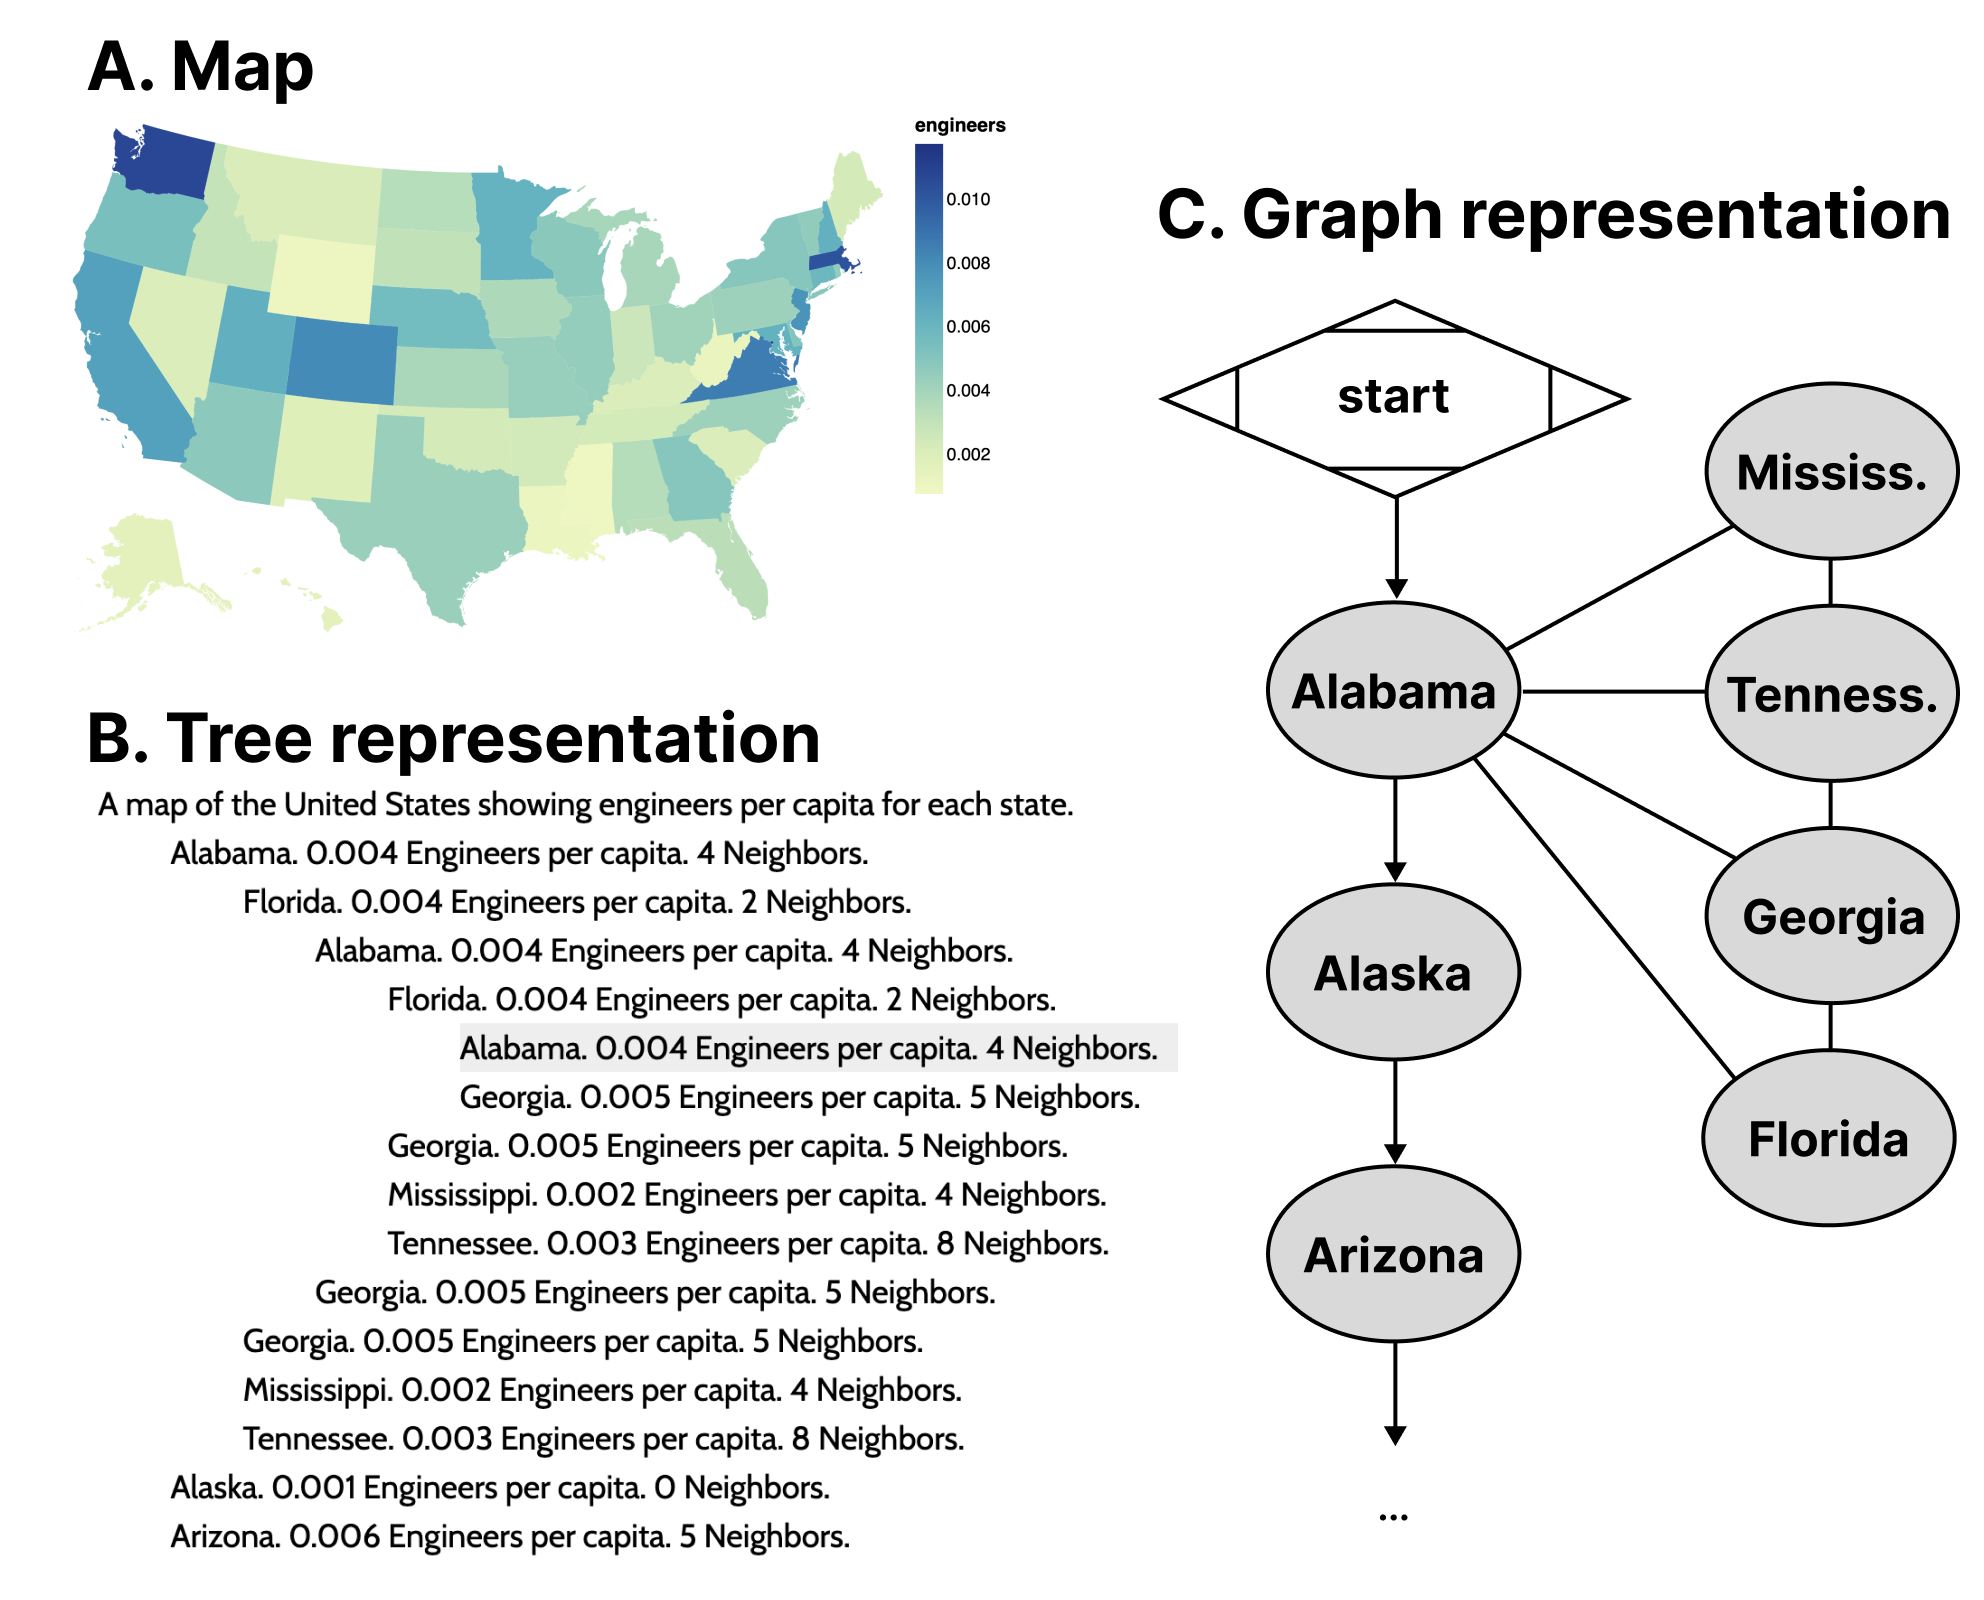 A. Map
engineers
0.010
0.008
0.006
0.004
0.002
B. Tree representation
A map of the United States showing engineers per capita for each state.
Alabama. 0.004 Engineers per capita. 4 Neighbors.
Florida. 0.004 Engineers per capita. 2 Neighbors.
Alabama. 0.004 Engineers per capita. 4 Neighbors.
Florida. 0.004 Engineers per capita. 2 Neighbors.
Alabama. 0.004 Engineers per capita. 4 Neighbors.
Georgia. 0.005 Engineers per capita. 5 Neighbors.
Georgia. 0.005 Engineers per capita. 5 Neighbors.
Mississippi. 0.002 Engineers per capita. 4 Neighbors.
Tennessee. 0.003 Engineers per capita. 8 Neighbors.
Georgia. 0.005 Engineers per capita. 5 Neighbors.
Georgia. 0.005 Engineers per capita. 5 Neighbors.
Mississippi. 0.002 Engineers per capita. 4 Neighbors.
Tennessee. 0.003 Engineers per capita. 8 Neighbors.
Alaska. 0.001 Engineers per capita. 0 Neighbors.
Arizona. 0.006 Engineers per capita. 5 Neighbors.
C. Graph representation
start
Alabama
Alaska
Arizona
...
Mississ.
Tenness.
Georgia
Florida